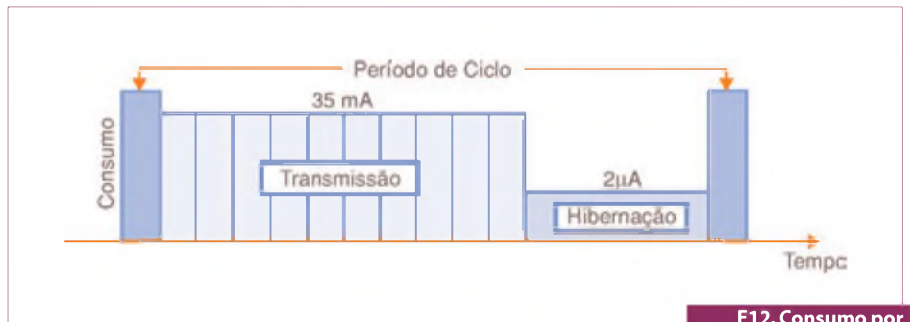 Período de Ciclo
35 mA
Consumo
Transmissão
2µA
Hibernação
Tempc
F12. Consumo por